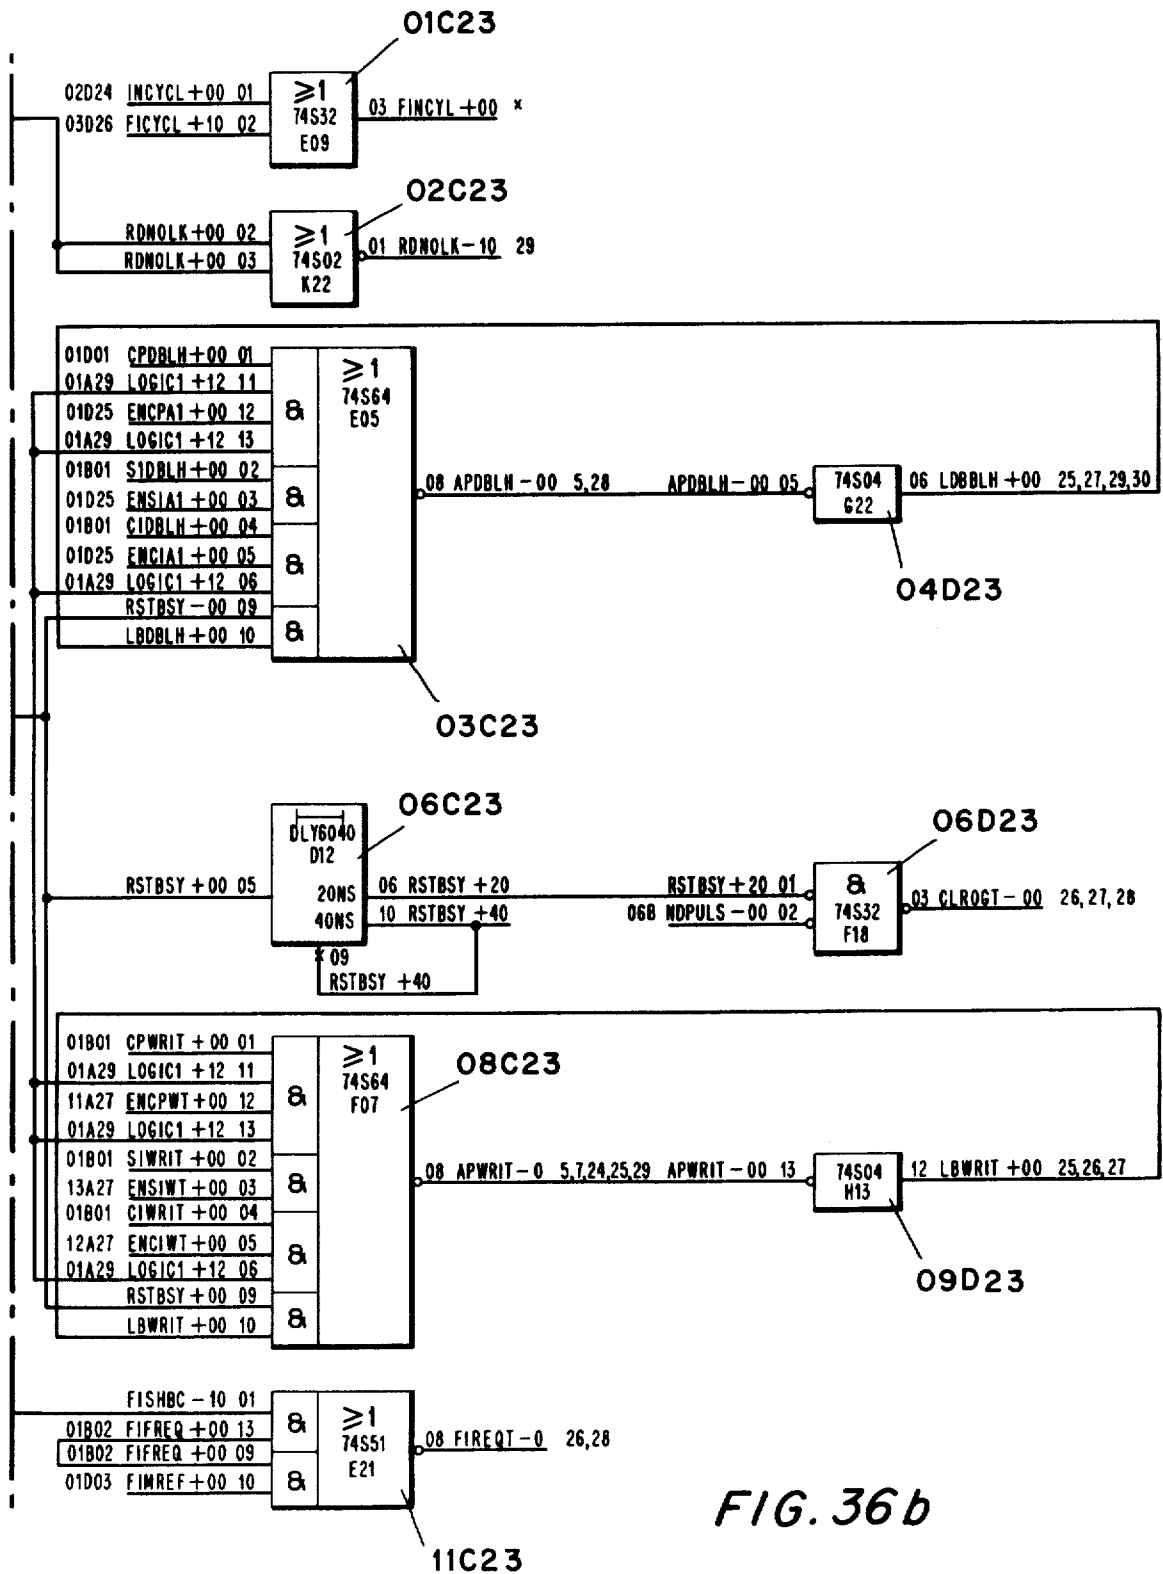 01C23
02D24 INCYCL+00 01
03D26 FICYCL+10 02
≥1
74S32
E09
03 FINCYL+00 *
02C23
RDNOLK+00 02
RDNOLK+00 03
≥1
74S02
K22
01 RDNOLK-10 29
01D01 CPDBLH+00 01
01A29 LOGIC1+12 11
01D25 ENCPA1+00 12
01A29 LOGIC1+12 13
01B01 SIDBLH+00 02
01D25 ENSIA1+00 03
01B01 CIDBLH+00 04
01D25 ENCIA1+00 05
01A29 LOGIC1+12 06
RSTBSY-00 09
LBDBLH+00 10
&
&
&
&
≥1
74S64
E05
08 APDBLH-00 5,28
APDBLH-00 05
74S04
G22
06 LDBBLH+00 25,27,29,30
04D23
03C23
06C23
DLY6040
D12
20NS
40NS
RSTBSY+00 05
06 RSTBSY+20
10 RSTBSY+40
* 09
RSTBSY +40
06D23
RSTBSY+20 01
06B NDPULS-00 02
&
74S32
F18
03 CLROGT-00 26,27,28
01B01 CPWRIT+00 01
01A29 LOGIC1+12 11
11A27 ENCPWT+00 12
01A29 LOGIC1+12 13
01B01 SIWRIT+00 02
13A27 ENSIWT+00 03
01B01 CIWRIT+00 04
12A27 ENCIWT+00 05
01A29 LOGIC1+12 06
RSTBSY+00 09
LBWRIT+00 10
&
&
&
&
≥1
74S64
F07
08C23
08 APWRIT-0 5,7,24,25,29
APWRIT-00 13
74S04
H13
12 LBWRIT+00 25,26,27
09D23
FISHBC-10 01
01B02 FIFREQ+00 13
01B02 FIFREQ+00 09
01D03 FIMREF+00 10
&
&
≥1
74S51
E21
08 FIREQT-0 26,28
11C23
FIG. 36b